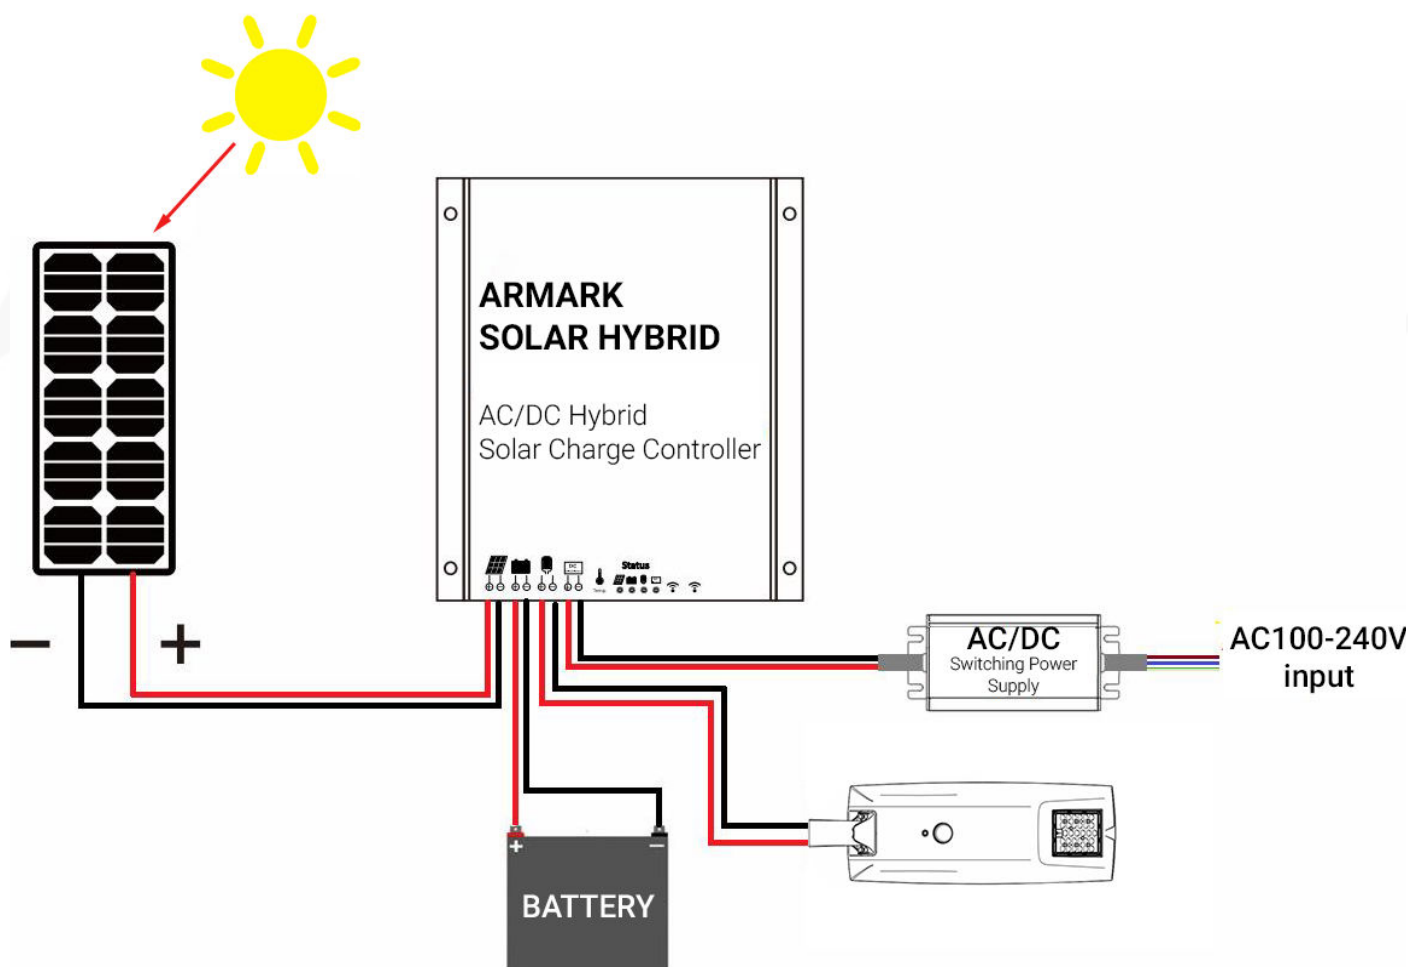 ARMARK
SOLAR HYBRID
AC/DC Hybrid
Solar Charge Controller
Status
Temp
− +
AC/DC
Switching Power
Supply
AC100-240V
input
+ −
BATTERY